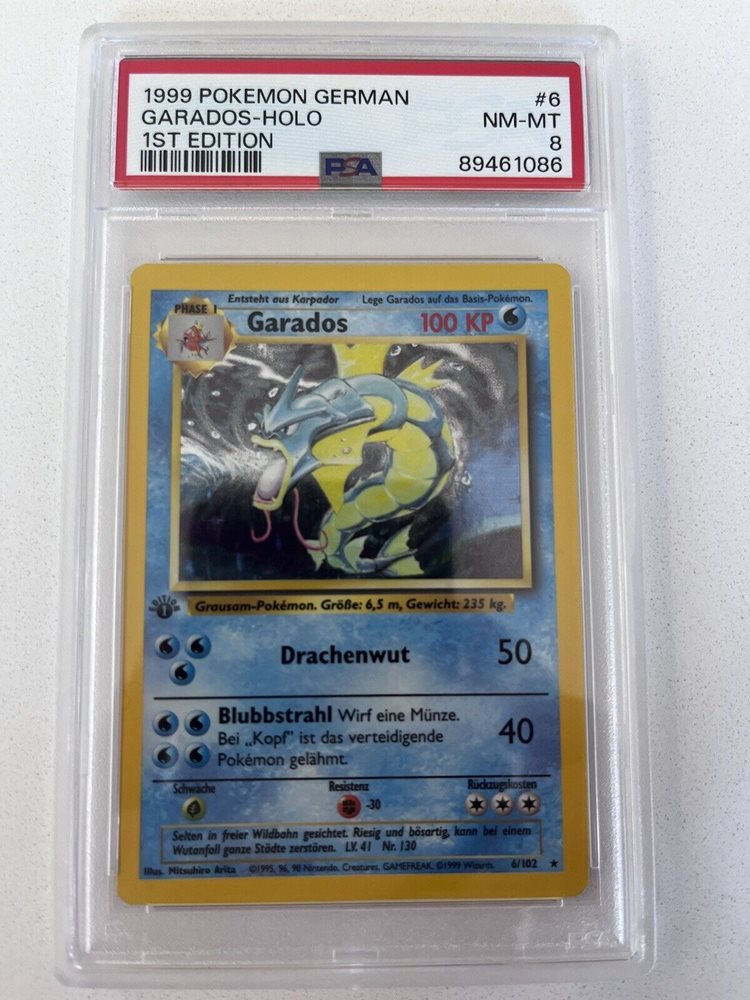 1999 POKEMON GERMAN #6
GARADOS-HOLO NM-MT
1ST EDITION 8
PSA 89461086
Entsteht aus Karpador Lege Garados auf das Basis-Pokémon.
PHASE 1
Garados 100 KP
EDITION 1
Grausam-Pokémon. Größe: 6,5 m, Gewicht: 235 kg.
Drachenwut 50
Blubbstrahl Wirf eine Münze.
Bei „Kopf" ist das verteidigende 40
Pokémon gelähmt.
Schwäche Resistenz Rückzugskosten
-30
Selten in freier Wildbahn gesichtet. Riesig und bösartig, kann bei einem
Wutanfall ganze Städte zerstören. LV. 41 Nr. 130
Illus. Mitsuhiro Arita ©1995, 96, 98 Nintendo, Creatures, GAMEFREAK. ©1999 Wizards. 6/102